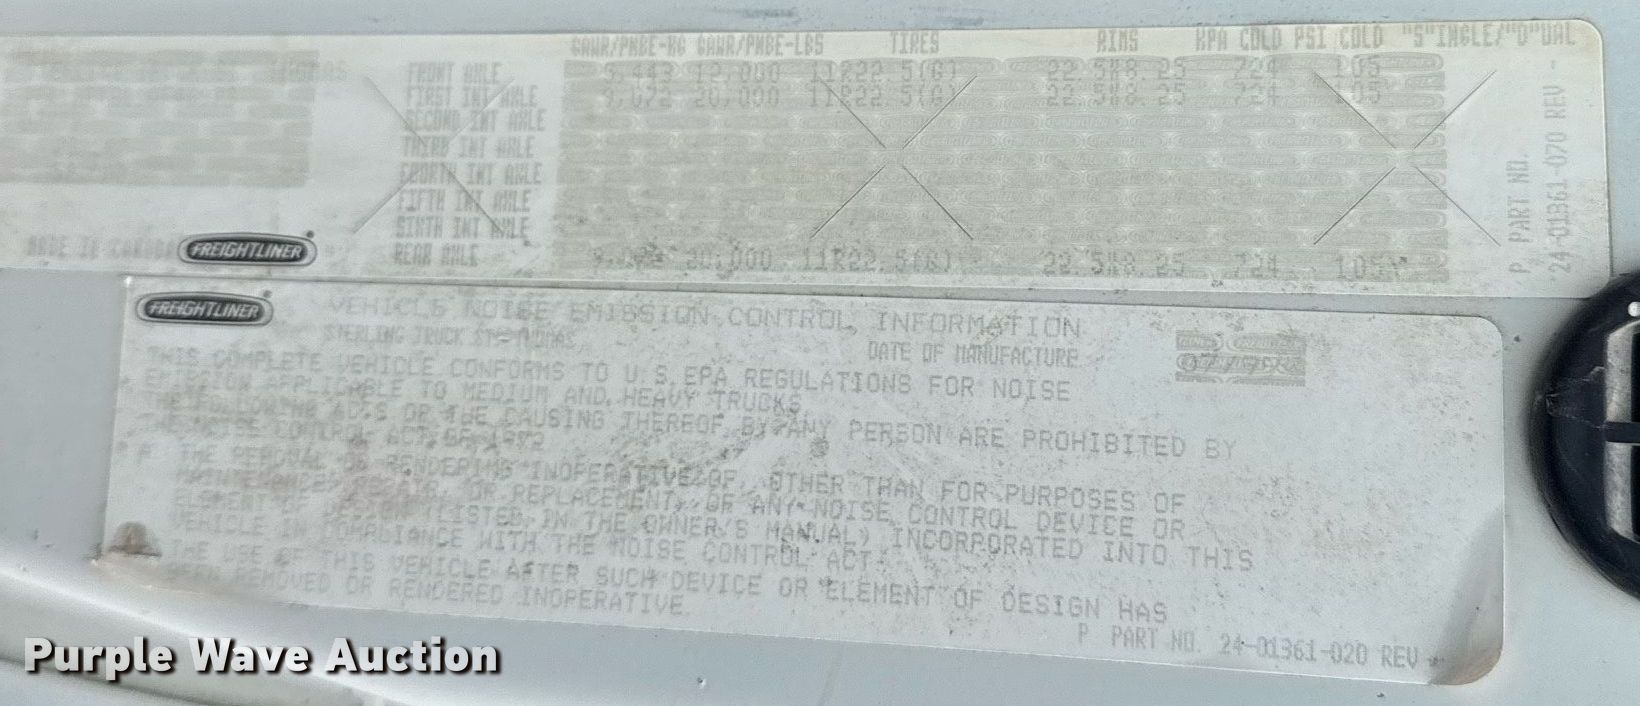 GAWR/PNBE-KG GAWR/PNBE-LBS TIRES RIMS KPA COLD PSI COLD "S"INGLE/"D"UAL
FRONT AXLE 5,443 12,000 11R22.5(G) 22.5X8.25 724 105
FIRST INT AXLE 9,072 20,000 11R22.5(G) 22.5X8.25 724 105
SECOND INT AXLE
THIRD INT AXLE
FOURTH INT AXLE
FIFTH INT AXLE
SIXTH INT AXLE
REAR AXLE 20,000 22.5X8.25 724 105
MADE IN
FREIGHTLINER
P PART NO.
24-01361-070 REV -
FREIGHTLINER
VEHICLE NOISE EMISSION CONTROL INFORMATION
STERLING TRUCK ST-THOMAS
DATE OF MANUFACTURE
THIS COMPLETE VEHICLE CONFORMS TO U.S.EPA REGULATIONS FOR NOISE
EMISSION APPLICABLE TO MEDIUM AND HEAVY TRUCKS
THE FOLLOWING ACTS OR THE CAUSING THEREOF BY ANY PERSON ARE PROHIBITED BY
THE NOISE CONTROL ACT OF 1972
A. THE REMOVAL OR RENDERING INOPERATIVE OF, OTHER THAN FOR PURPOSES OF
MAINTENANCE, REPAIR, OR REPLACEMENT, OF ANY NOISE CONTROL DEVICE OR
ELEMENT OF DESIGN (LISTED IN THE OWNER'S MANUAL) INCORPORATED INTO THIS
VEHICLE IN COMPLIANCE WITH THE NOISE CONTROL ACT.
THE USE OF THIS VEHICLE AFTER SUCH DEVICE OR ELEMENT OF DESIGN HAS
BEEN REMOVED OR RENDERED INOPERATIVE.
P PART NO. 24-01361-020 REV -
Purple Wave Auction